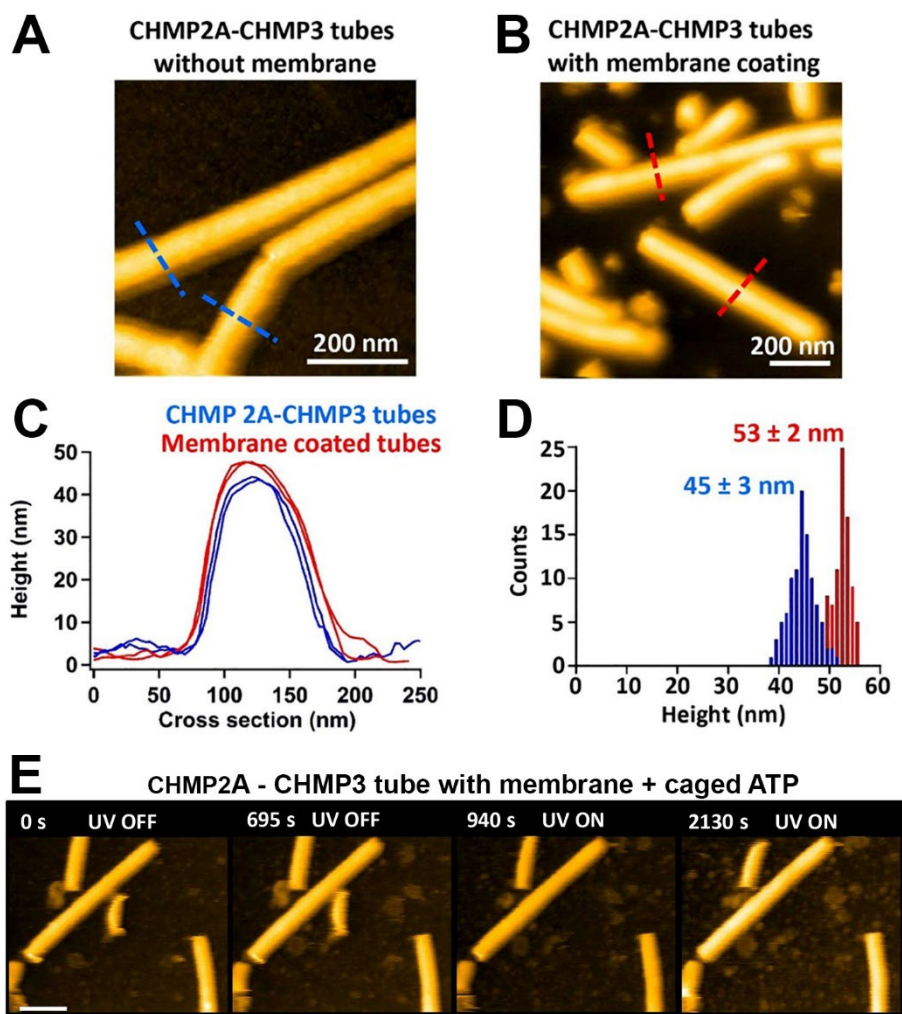 A
CHMP2A-CHMP3 tubes
without membrane
200 nm
B
CHMP2A-CHMP3 tubes
with membrane coating
200 nm
C
CHMP 2A-CHMP3 tubes
Membrane coated tubes
Height (nm)
50
40
30
20
10
0
0 50 100 150 200 250
Cross section (nm)
D
53 ± 2 nm
45 ± 3 nm
Counts
25
20
15
10
5
0
0 10 20 30 40 50 60
Height (nm)
E
CHMP2A - CHMP3 tube with membrane + caged ATP
0 s UV OFF
695 s UV OFF
940 s UV ON
2130 s UV ON